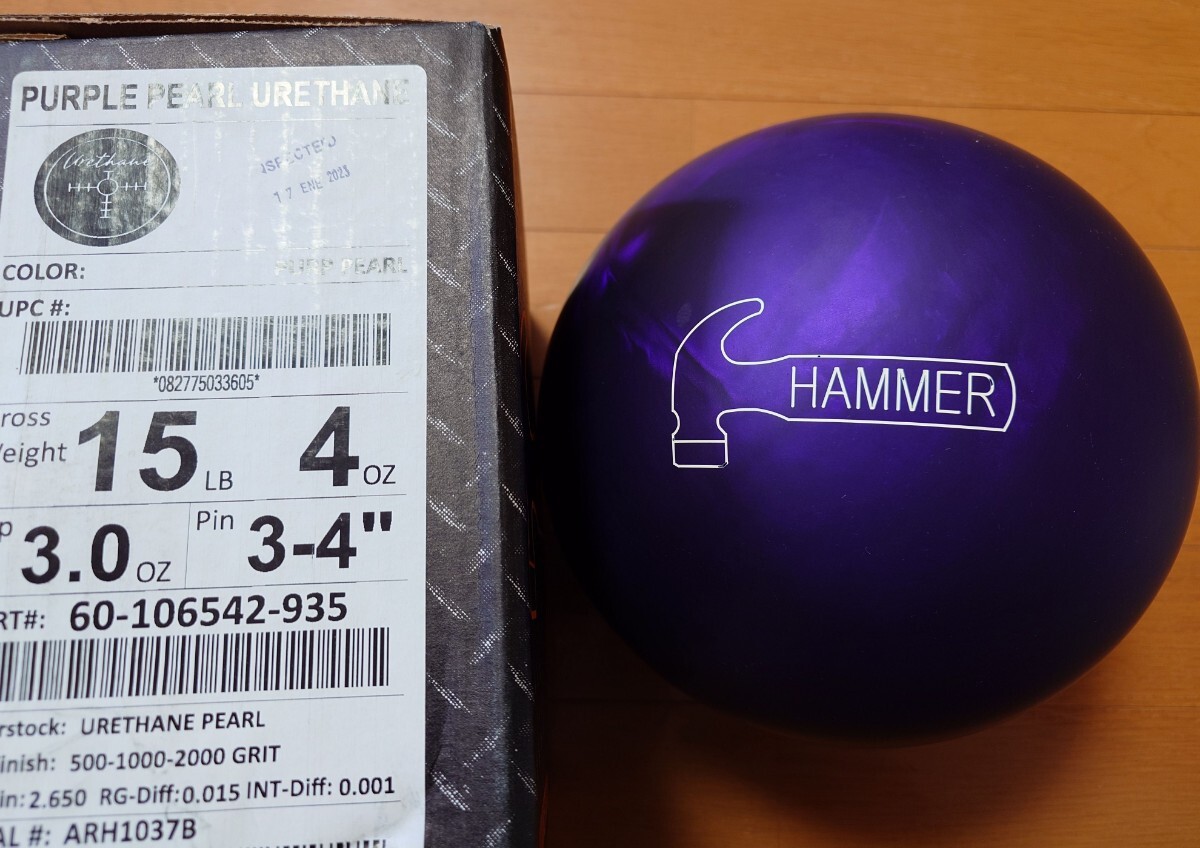 PURPLE PEARL URETHANE
Urethane
NSPECTED
17 ENE 2023
COLOR: PURP PEARL
UPC #:
*082775033605*
ross
eight 15 LB 4 OZ
p 3.0 OZ Pin 3-4"
RT#: 60-106542-935
rstock: URETHANE PEARL
inish: 500-1000-2000 GRIT
in: 2.650 RG-Diff: 0.015 INT-Diff: 0.001
AL #: ARH1037B
HAMMER